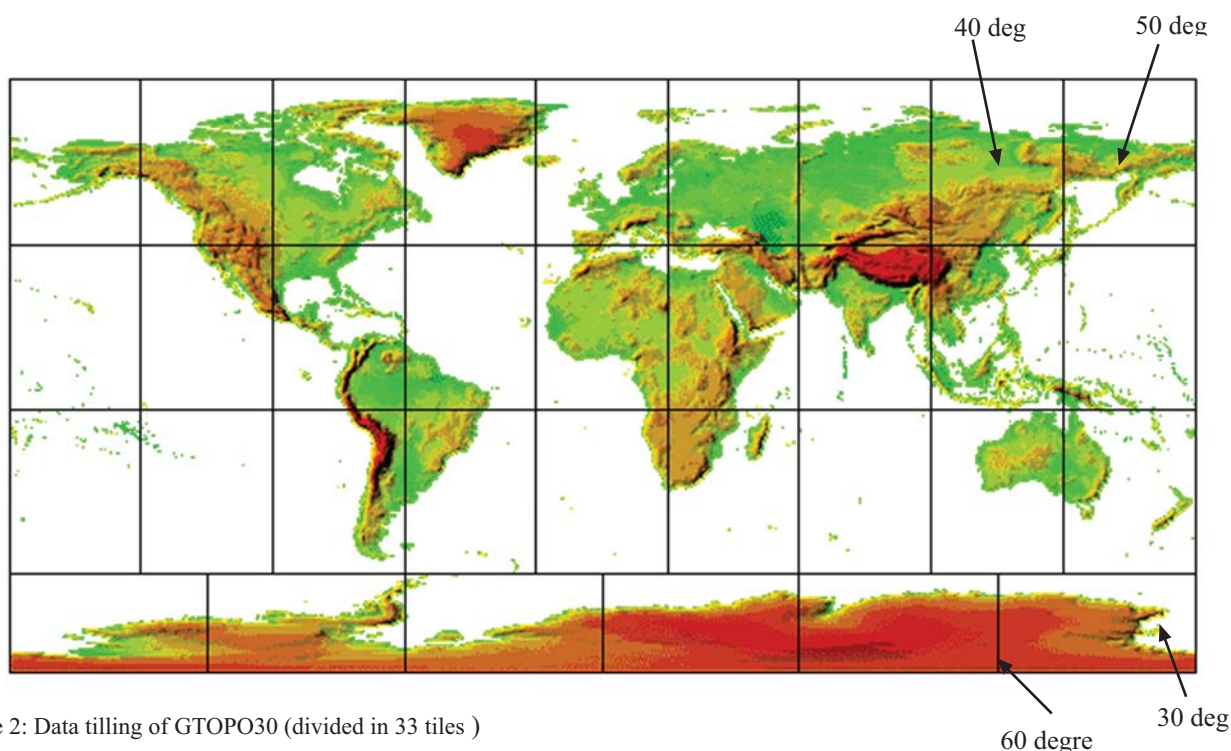 40 deg
50 deg
30 deg
60 degre
e 2: Data tilling of GTOPO30 (divided in 33 tiles )